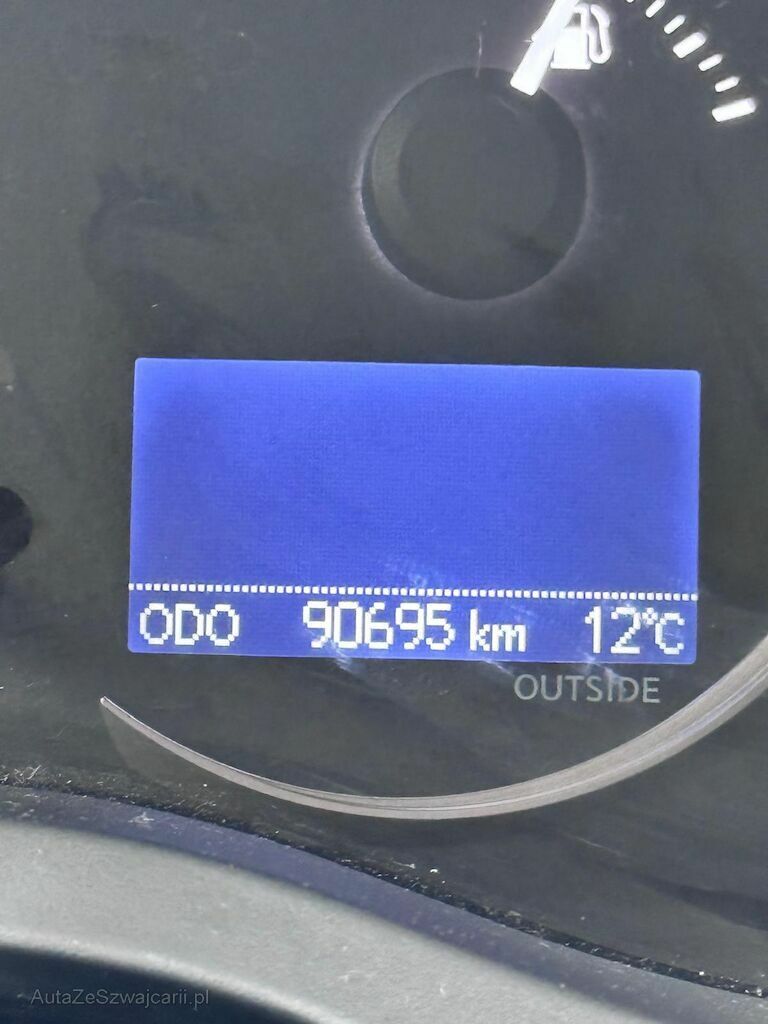 ODO 90695 km 12°C
OUTSIDE
AutaZeSzwajcarii.pl